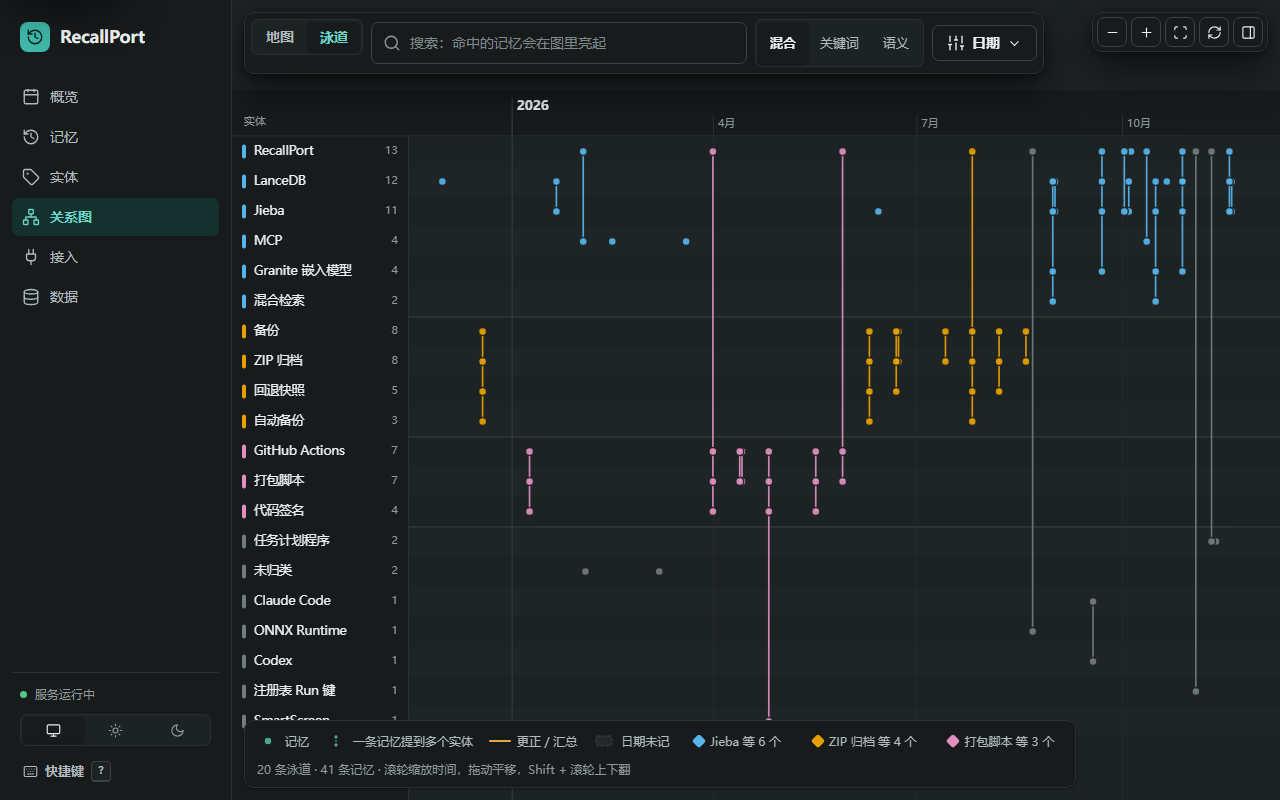 RecallPort
概览
记忆
实体
关系图
接入
数据
服务运行中
快捷键 ?
地图 泳道
搜索：命中的记忆会在图里亮起
混合 关键词 语义
日期
实体
2026
4月 7月 10月
RecallPort 13
LanceDB 12
Jieba 11
MCP 4
Granite 嵌入模型 4
混合检索 2
备份 8
ZIP 归档 8
回退快照 5
自动备份 3
GitHub Actions 7
打包脚本 7
代码签名 4
任务计划程序 2
未归类 2
Claude Code 1
ONNX Runtime 1
Codex 1
注册表 Run 键 1
SmartScreen 1
记忆 一条记忆提到多个实体 更正 / 汇总 日期未记 Jieba 等 6 个 ZIP 归档 等 4 个 打包脚本 等 3 个
20 条泳道 · 41 条记忆 · 滚轮缩放时间，拖动平移，Shift + 滚轮上下翻